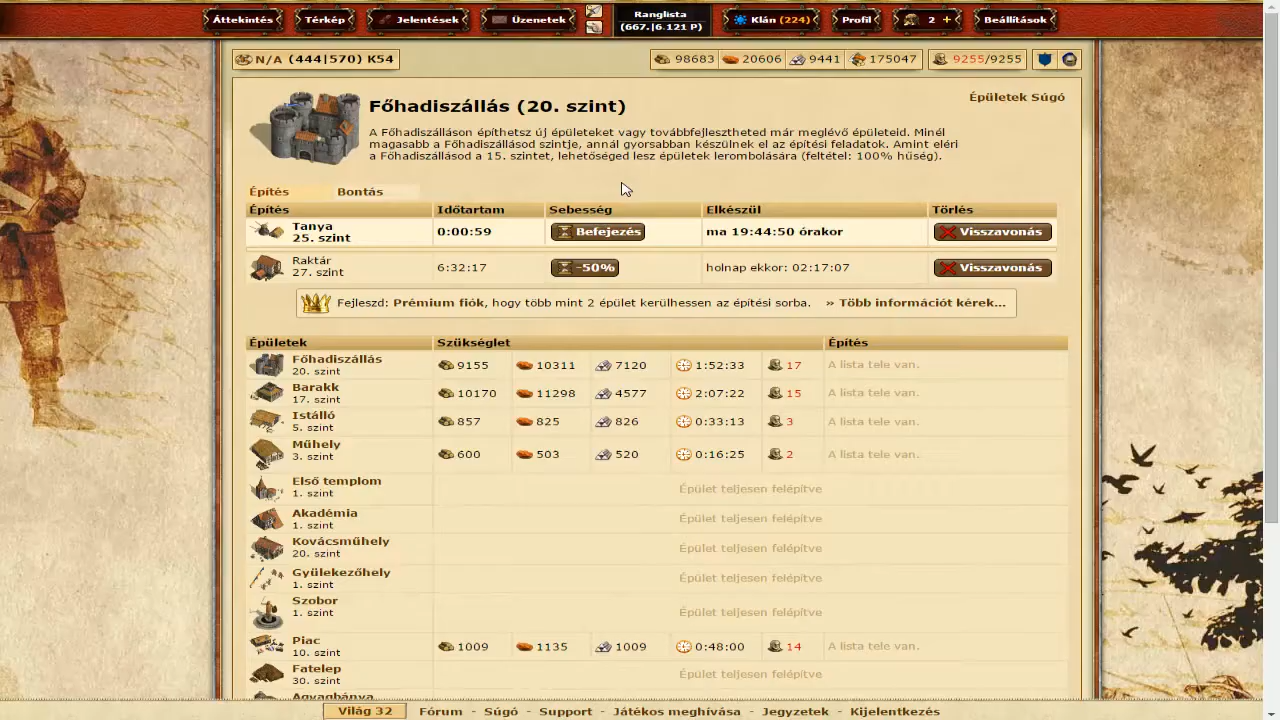 Áttekintés Térkép Jelentések Üzenetek Ranglista Klán (224) Profil 2 + Beállítások
(667.|6.121 P)
N/A (444|570) K54 98683 20606 9441 175047 9255/9255
Főhadiszállás (20. szint) Épületek Súgó
A Főhadiszálláson építhetsz új épületeket vagy továbbfejlesztheted már meglévő épületeid. Minél
magasabb a Főhadiszállásod szintje, annál gyorsabban készülnek el az építési feladatok. Amint eléri
a Főhadiszállásod a 15. szintet, lehetőséged lesz épületek lerombolására (feltétel: 100% hűség).
Építés Bontás
Építés Időtartam Sebesség Elkészül Törlés
Tanya
25. szint 0:00:59 Befejezés ma 19:44:50 órakor Visszavonás
Raktár
27. szint 6:32:17 -50% holnap ekkor: 02:17:07 Visszavonás
Fejleszd: Prémium fiók, hogy több mint 2 épület kerülhessen az építési sorba. » Több információt kérek...
Épületek Szükséglet Építés
Főhadiszállás
20. szint 9155 10311 7120 1:52:33 17 A lista tele van.
Barakk
17. szint 10170 11298 4577 2:07:22 15 A lista tele van.
Istálló
5. szint 857 825 826 0:33:13 3 A lista tele van.
Műhely
3. szint 600 503 520 0:16:25 2 A lista tele van.
Első templom
1. szint Épület teljesen felépítve
Akadémia
1. szint Épület teljesen felépítve
Kovácsműhely
20. szint Épület teljesen felépítve
Gyülekezőhely
1. szint Épület teljesen felépítve
Szobor
1. szint Épület teljesen felépítve
Piac
10. szint 1009 1135 1009 0:48:00 14 A lista tele van.
Fatelep
30. szint Épület teljesen felépítve
Agyagbánya
Világ 32 Fórum - Súgó - Support - Játékos meghívása - Jegyzetek - Kijelentkezés